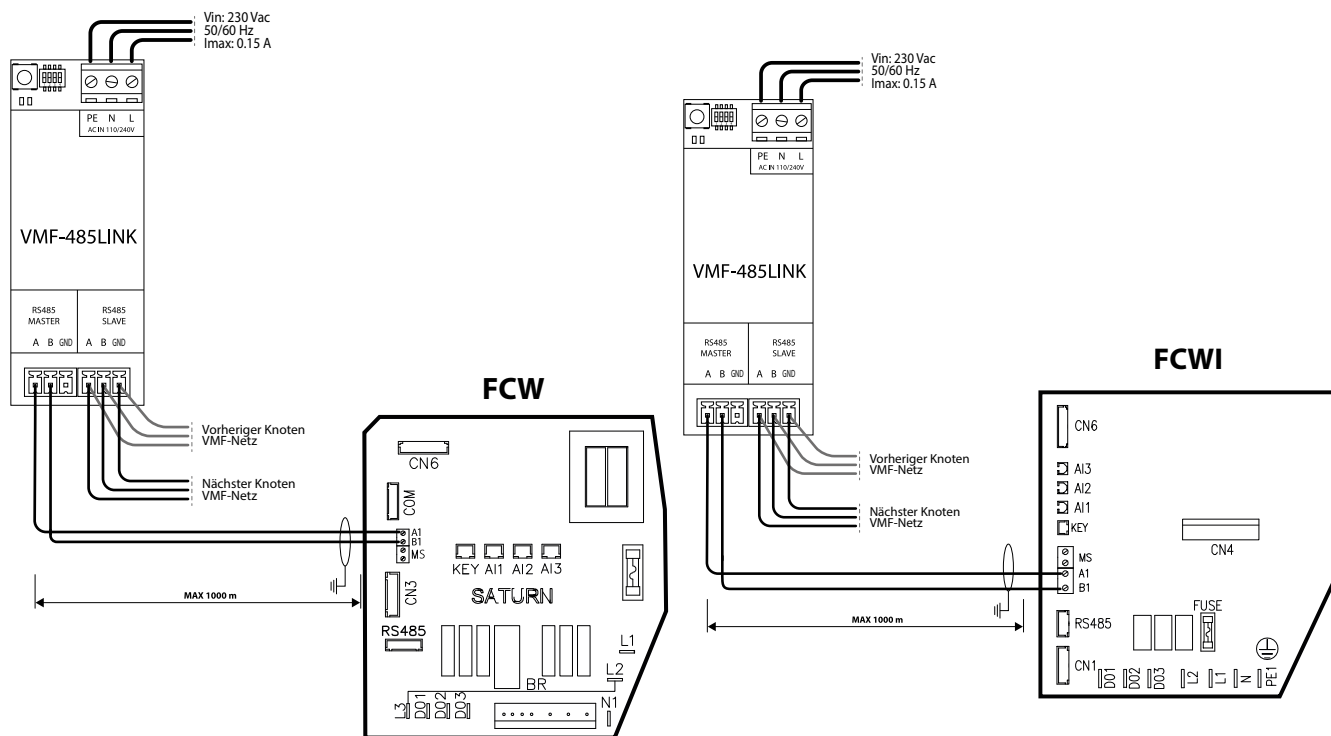 Vin: 230 Vac
50/60 Hz
Imax: 0.15 A
PE N L
AC IN 110/240V
VMF-485LINK
RS485 MASTER
RS485 SLAVE
A B GND A B GND
Vorheriger Knoten
VMF-Netz
Nächster Knoten
VMF-Netz
MAX 1000 m
FCW
CN6
COM
A1
B1
MS
CN3
KEY AI1 AI2 AI3
SATURN
RS485
L1
L2
BR
L3 DO1 DO2 DO3
N1
Vin: 230 Vac
50/60 Hz
Imax: 0.15 A
PE N L
AC IN 110/240V
VMF-485LINK
RS485 MASTER
RS485 SLAVE
A B GND A B GND
Vorheriger Knoten
VMF-Netz
Nächster Knoten
VMF-Netz
MAX 1000 m
FCWI
CN6
AI3
AI2
AI1
KEY
CN4
MS
A1
B1
FUSE
RS485
CN1
DO1 DO2 DO3 L2 L1 N PE1